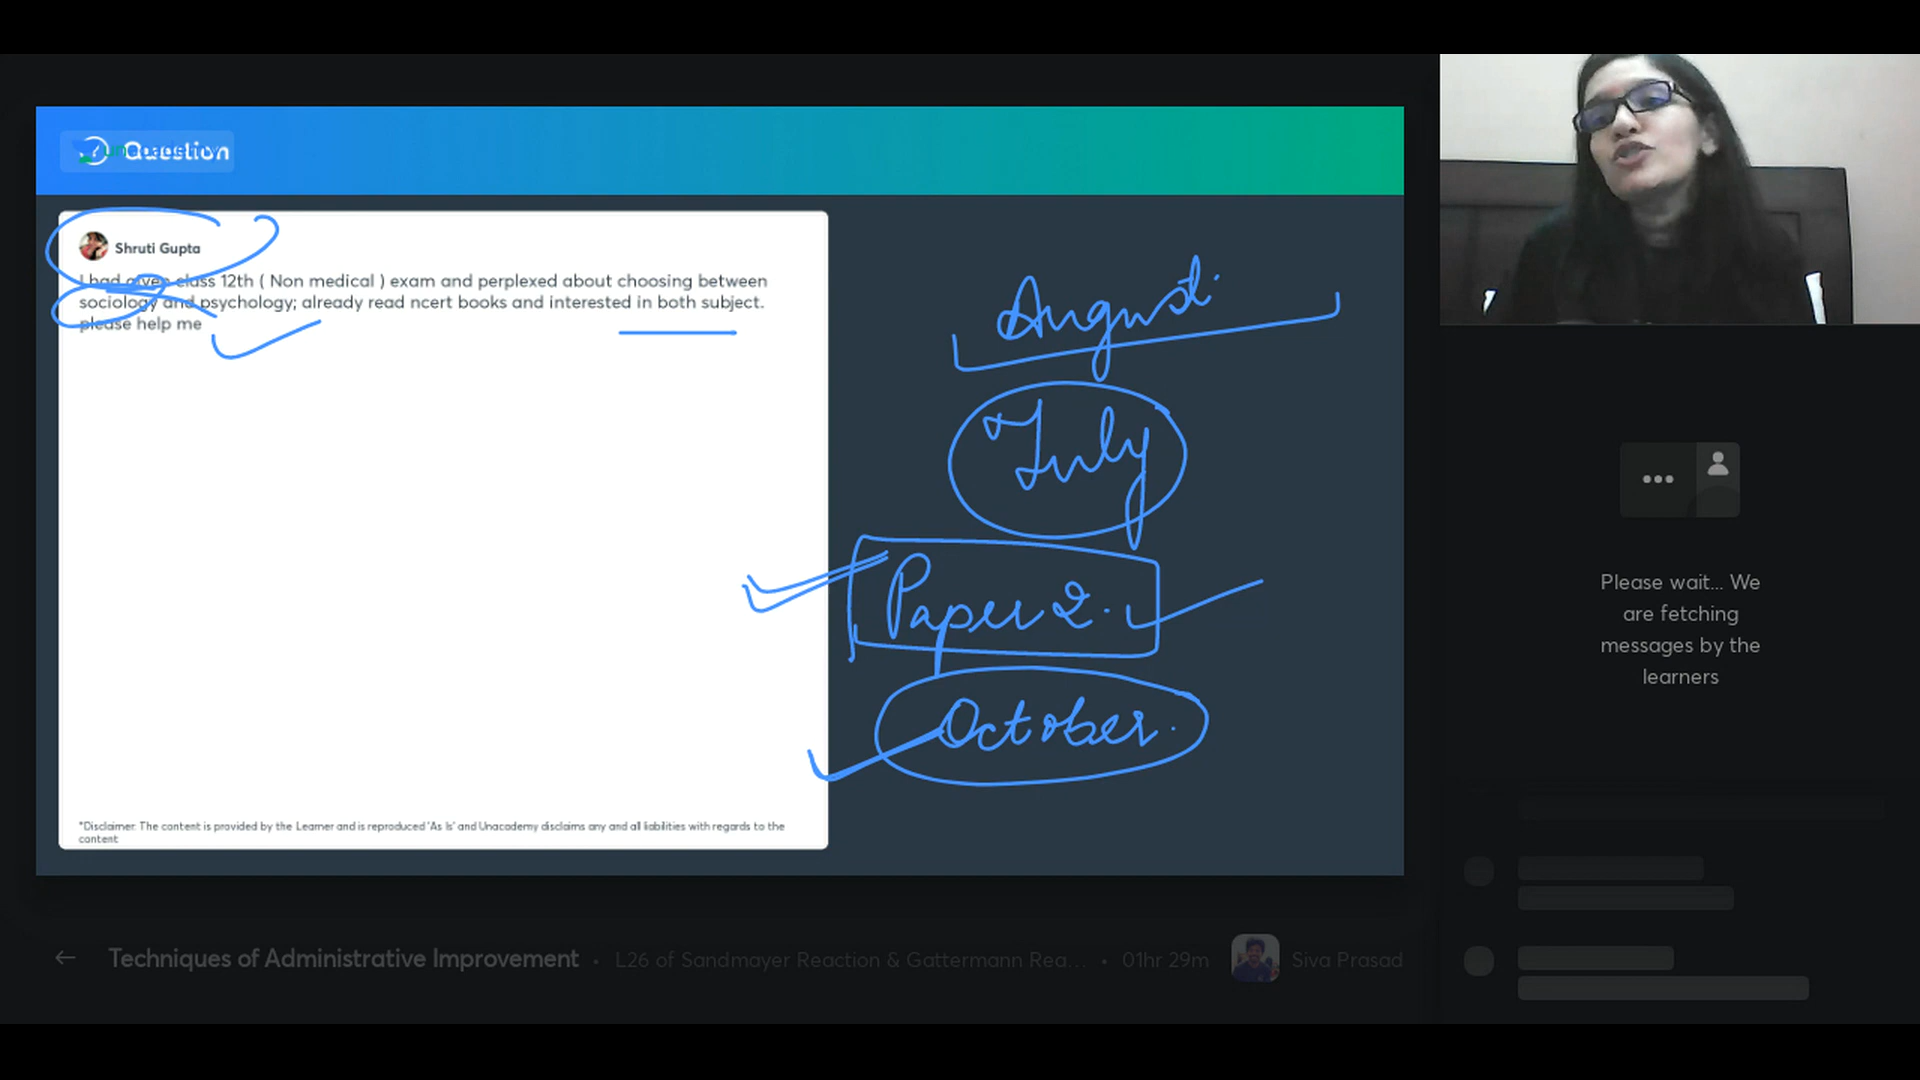 Question
Shruti Gupta
I had given class 12th ( Non medical ) exam and perplexed about choosing between
sociology and psychology; already read ncert books and interested in both subject.
please help me
August.
July
Paper 2.
October.
*Disclaimer: The content is provided by the Learner and is reproduced 'As Is' and Unacademy disclaims any and all liabilities with regards to the
content
Please wait... We
are fetching
messages by the
learners
Techniques of Administrative Improvement • L26 of Sandmayer Reaction & Gattermann Rea... • 01hr 29m Siva Prasad